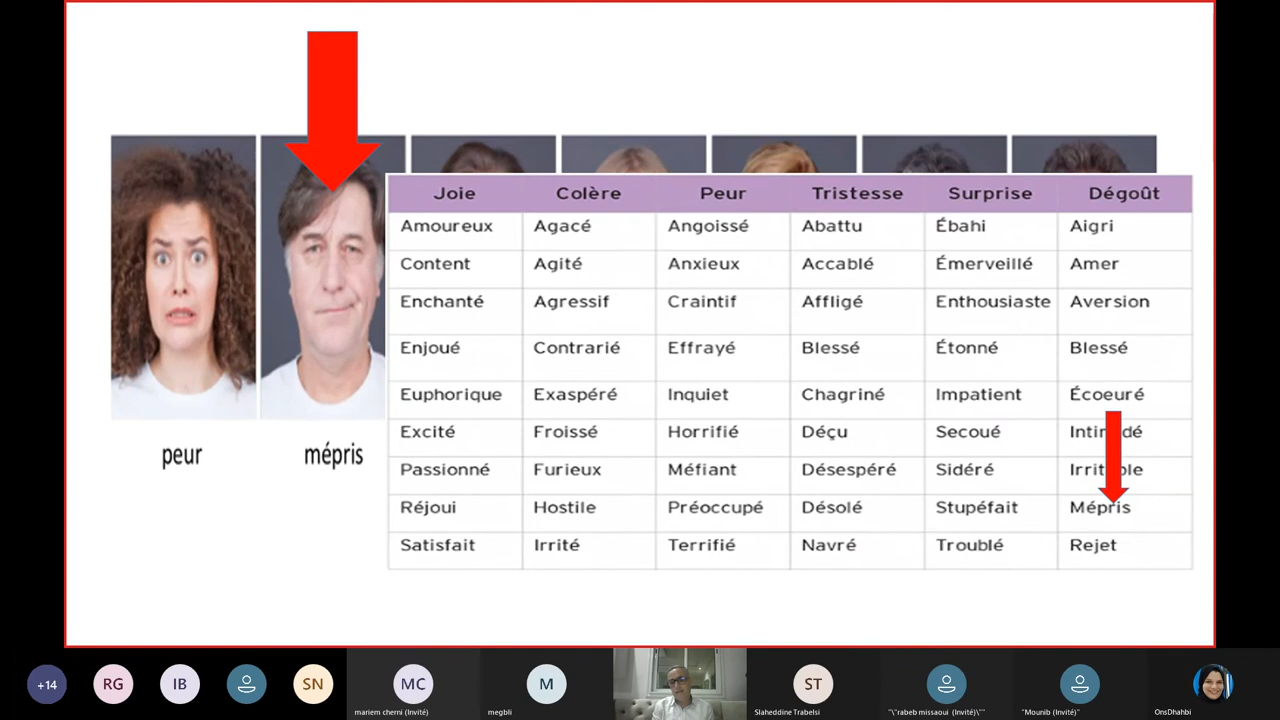 Joie Colère Peur Tristesse Surprise Dégoût
Amoureux Agacé Angoissé Abattu Ébahi Aigri
Content Agité Anxieux Accablé Émerveillé Amer
Enchanté Agressif Craintif Affligé Enthousiaste Aversion
Enjoué Contrarié Effrayé Blessé Étonné Blessé
Euphorique Exaspéré Inquiet Chagriné Impatient Écoeuré
Excité Froissé Horrifié Déçu Secoué
Passionné Furieux Méfiant Désespéré Sidéré
Réjoui Hostile Préoccupé Désolé Stupéfait Mépris
Satisfait Irrité Terrifié Navré Troublé Rejet
peur mépris
+14 RG IB SN MC M ST
mariem cherni (Invité) megbli Slaheddine Trabelsi "\"rabeb missaoui (Invité)\"" "Mounib (Invité)" OnsDhahbi